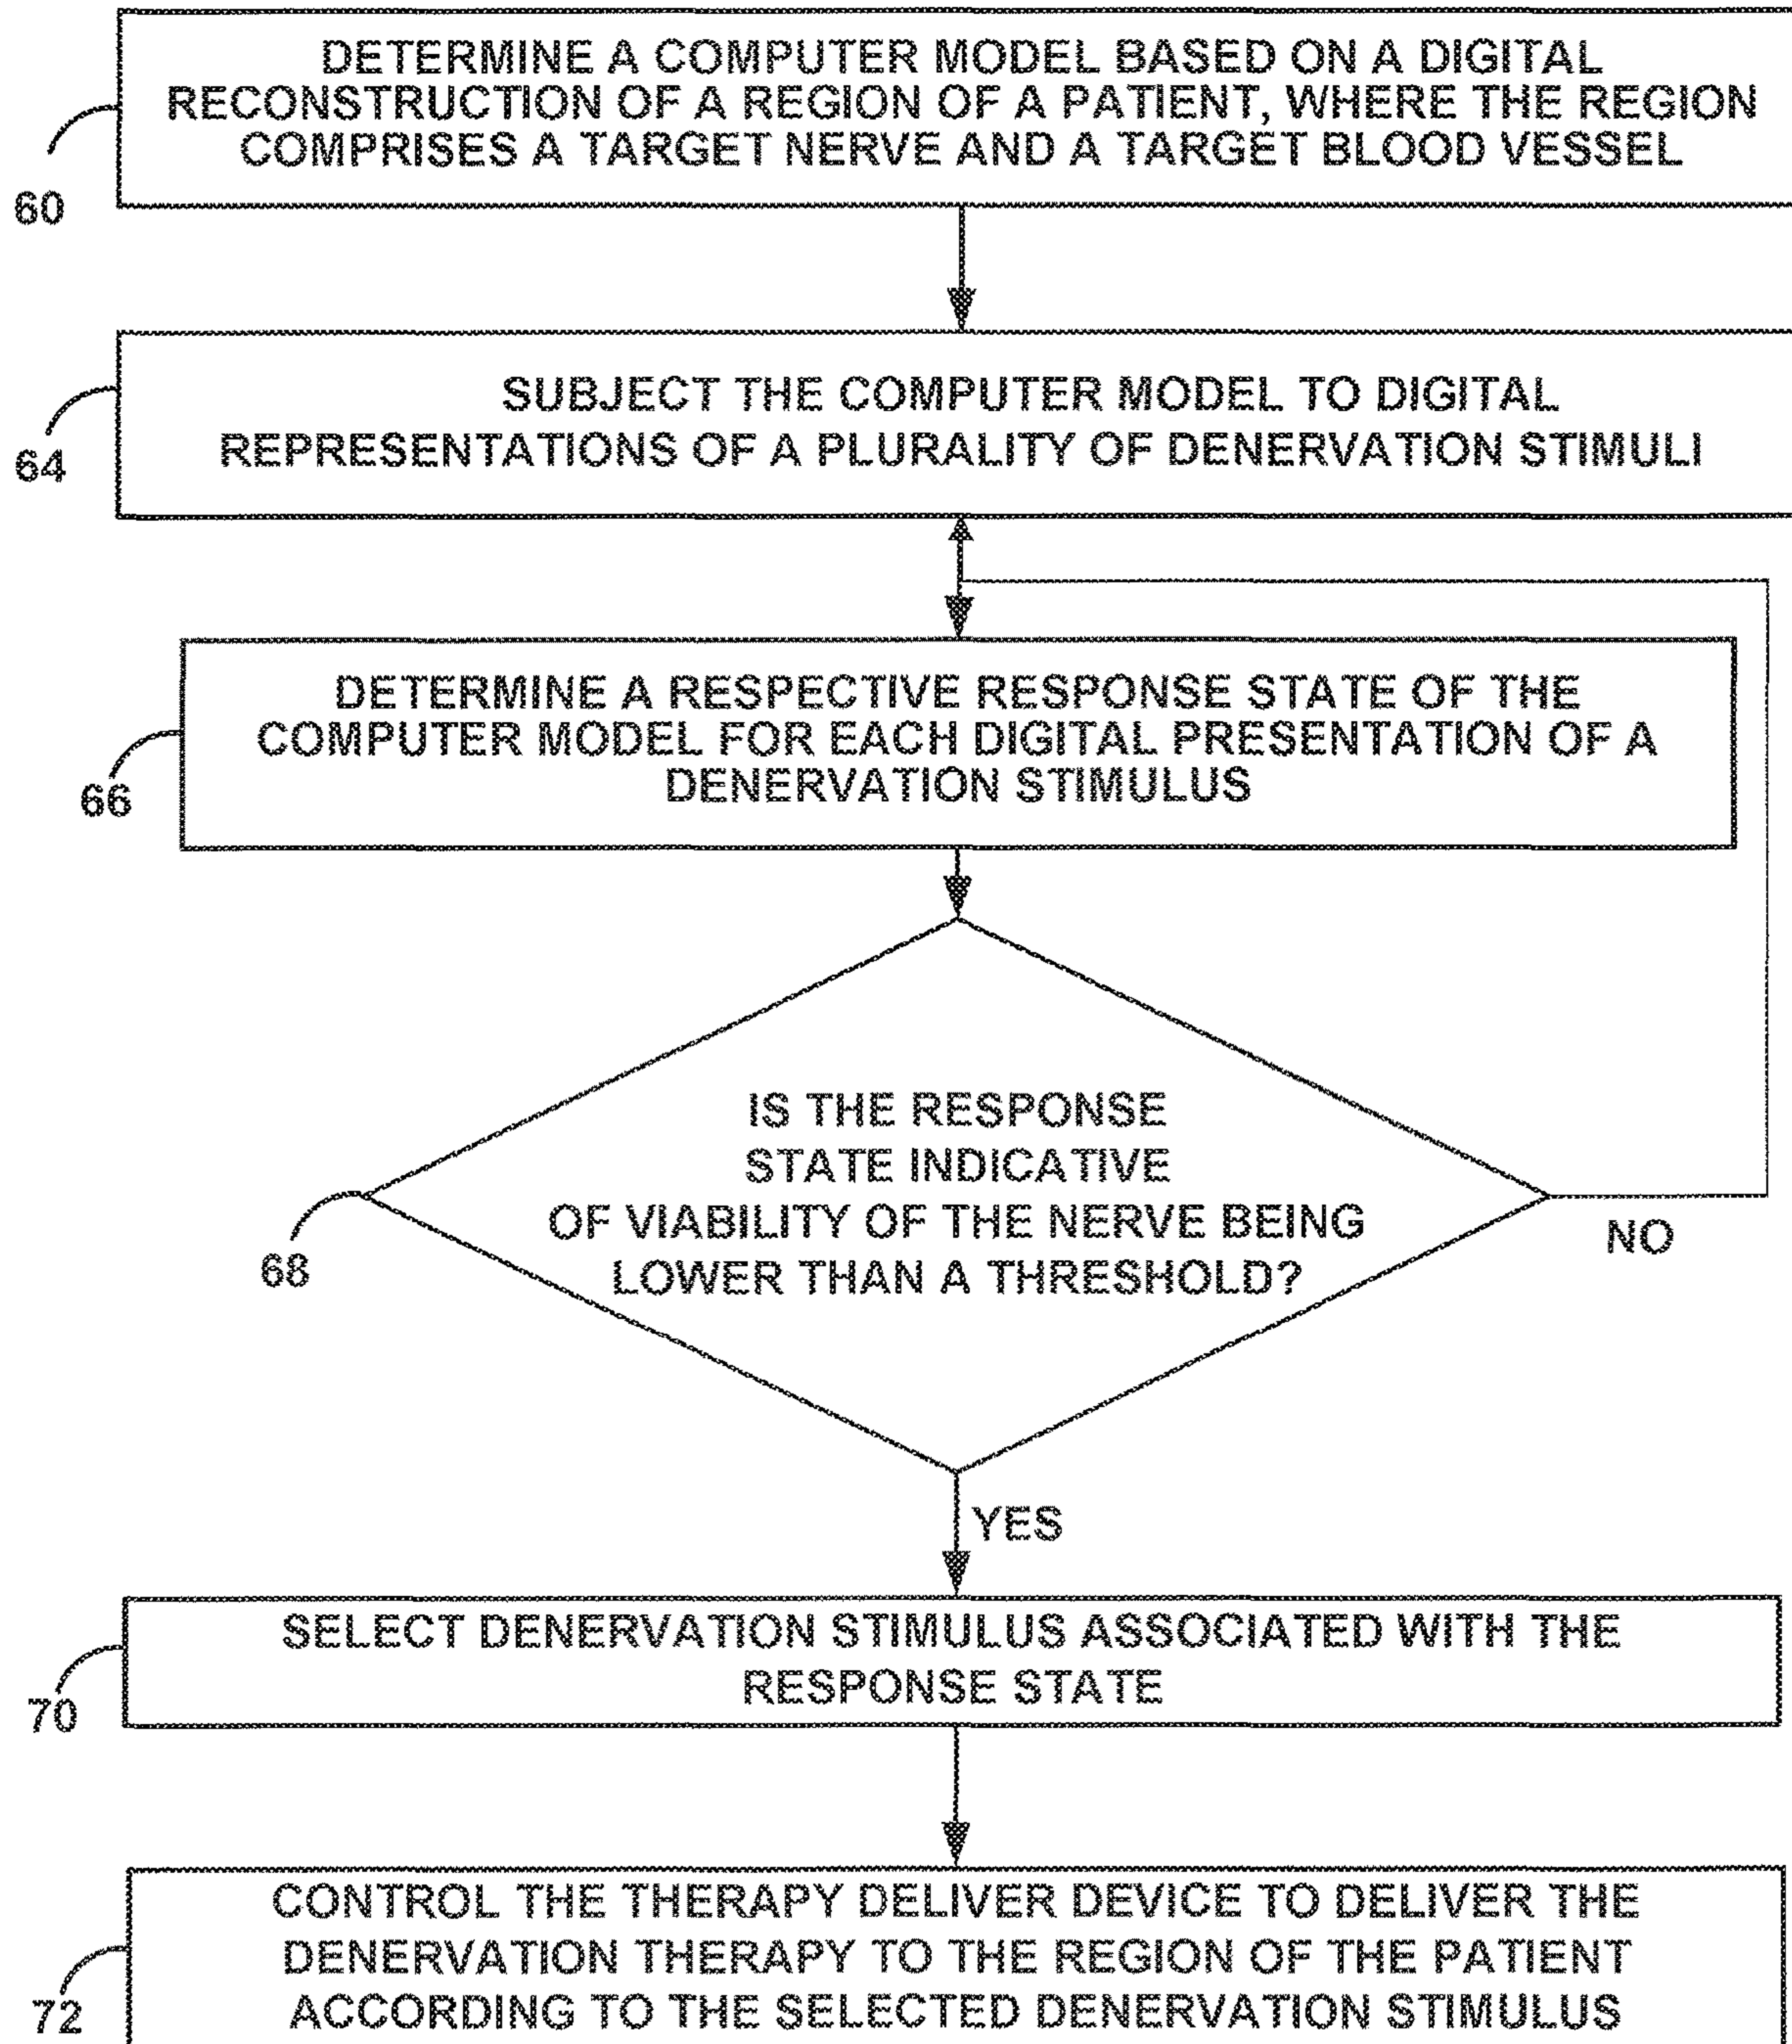 DETERMINE A COMPUTER MODEL BASED ON A DIGITAL
RECONSTRUCTION OF A REGION OF A PATIENT, WHERE THE REGION
COMPRISES A TARGET NERVE AND A TARGET BLOOD VESSEL
60
SUBJECT THE COMPUTER MODEL TO DIGITAL
REPRESENTATIONS OF A PLURALITY OF DENERVATION STIMULI
64
DETERMINE A RESPECTIVE RESPONSE STATE OF THE
COMPUTER MODEL FOR EACH DIGITAL PRESENTATION OF A
DENERVATION STIMULUS
66
IS THE RESPONSE
STATE INDICATIVE
OF VIABILITY OF THE NERVE BEING
LOWER THAN A THRESHOLD?
68
NO
YES
SELECT DENERVATION STIMULUS ASSOCIATED WITH THE
RESPONSE STATE
70
CONTROL THE THERAPY DELIVER DEVICE TO DELIVER THE
DENERVATION THERAPY TO THE REGION OF THE PATIENT
ACCORDING TO THE SELECTED DENERVATION STIMULUS
72